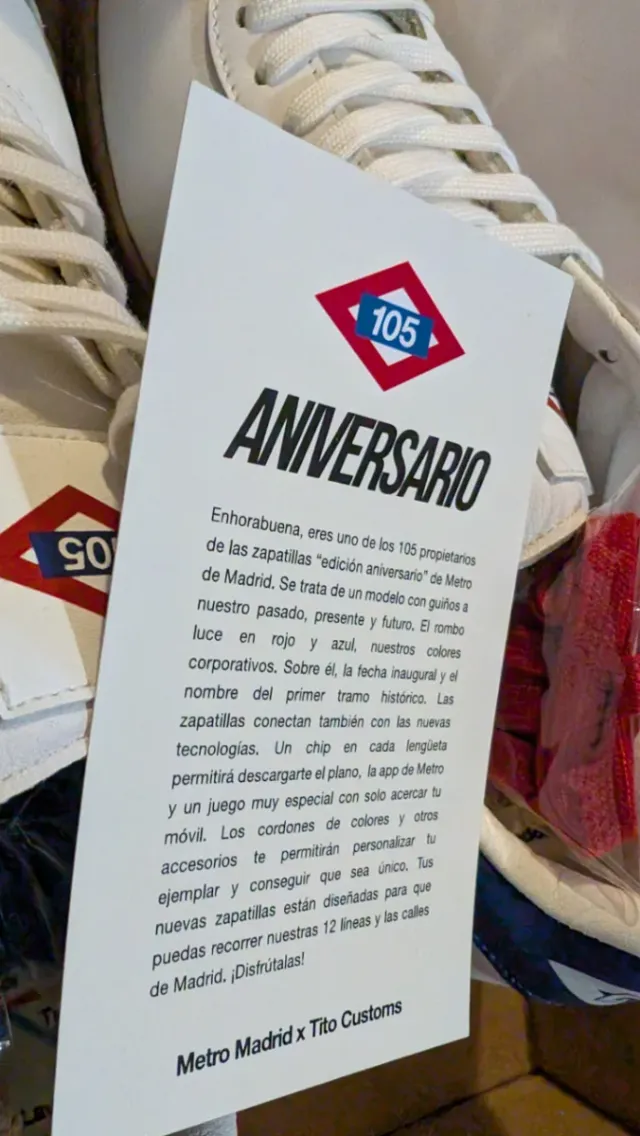 105
ANIVERSARIO
Enhorabuena, eres uno de los 105 propietarios
de las zapatillas “edición aniversario” de Metro
de Madrid. Se trata de un modelo con guiños a
nuestro pasado, presente y futuro. El rombo
luce en rojo y azul, nuestros colores
corporativos. Sobre él, la fecha inaugural y el
nombre del primer tramo histórico. Las
zapatillas conectan también con las nuevas
tecnologías. Un chip en cada lengüeta
permitirá descargarte el plano, la app de Metro
y un juego muy especial con solo acercar tu
móvil. Los cordones de colores y otros
accesorios te permitirán personalizar tu
ejemplar y conseguir que sea único. Tus
nuevas zapatillas están diseñadas para que
puedas recorrer nuestras 12 líneas y las calles
de Madrid. ¡Disfrútalas!
Metro Madrid x Tito Customs
105